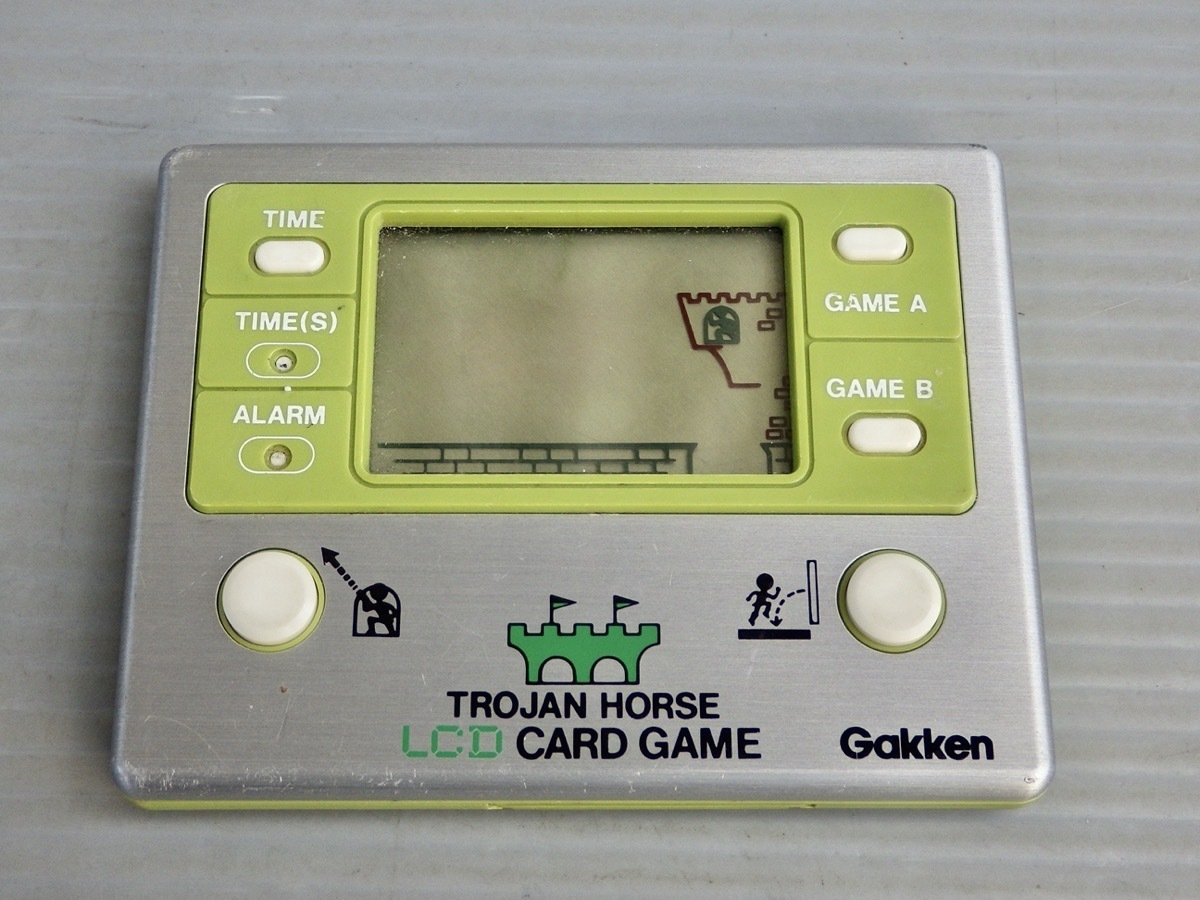 TIME
TIME(S)
ALARM
GAME A
GAME B
TROJAN HORSE
LCD CARD GAME
Gakken